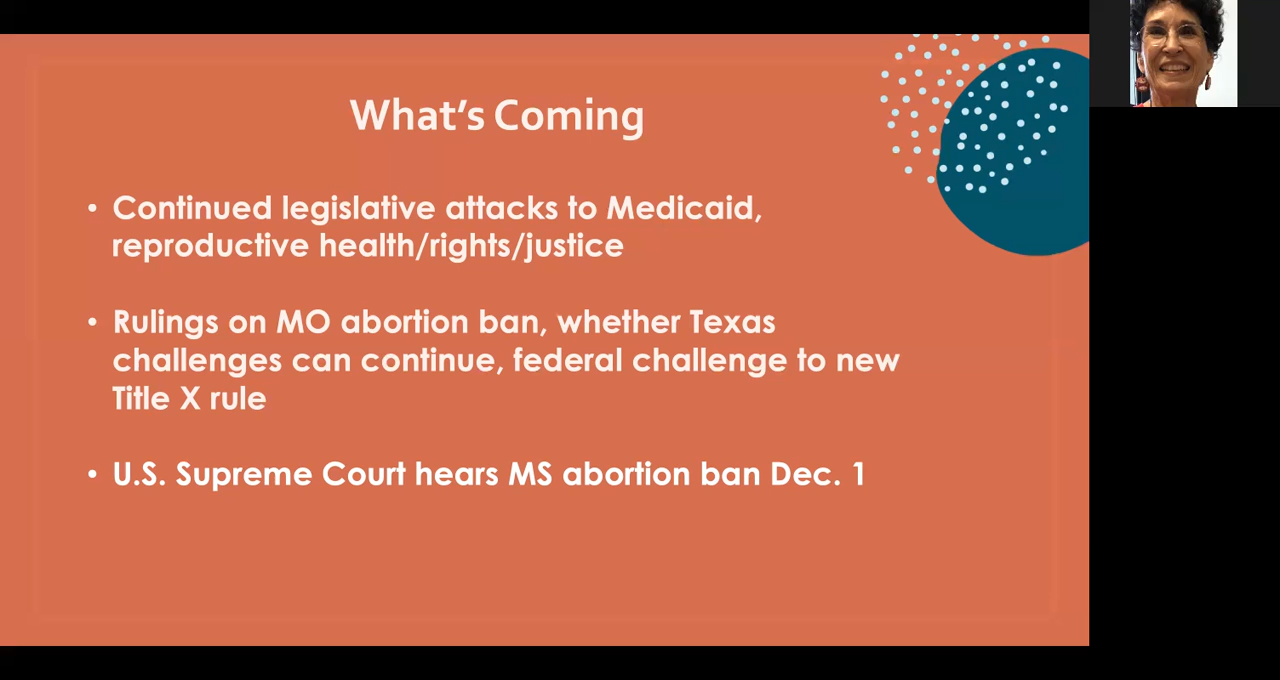 What's Coming
• Continued legislative attacks to Medicaid,
reproductive health/rights/justice
• Rulings on MO abortion ban, whether Texas
challenges can continue, federal challenge to new
Title X rule
• U.S. Supreme Court hears MS abortion ban Dec. 1